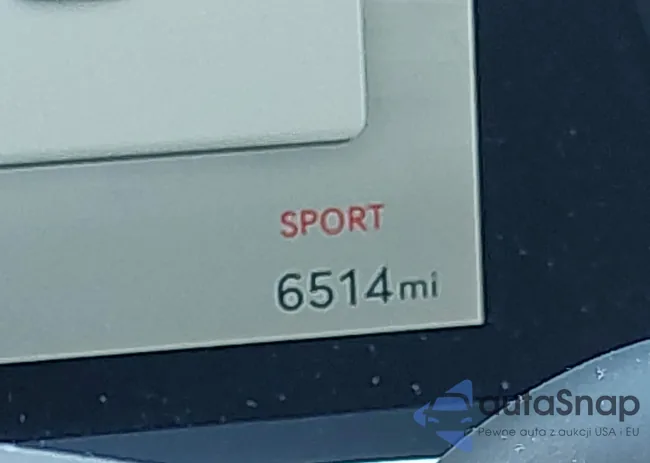 SPORT
6514mi
autaSnap
Pewne auta z aukcji USA i EU